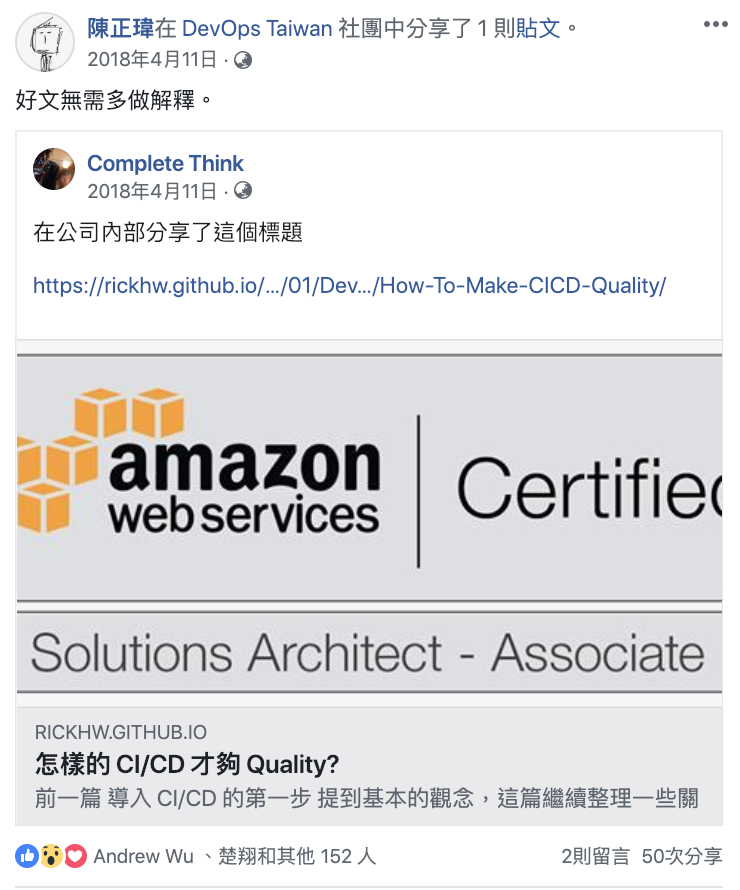 陳正瑋在 DevOps Taiwan 社團中分享了 1 則貼文。
2018年4月11日 ·
好文無需多做解釋。
Complete Think
2018年4月11日 ·
在公司內部分享了這個標題
https://rickhw.github.io/.../01/Dev.../How-To-Make-CICD-Quality/
amazon
web services
Certified
Solutions Architect - Associate
RICKHW.GITHUB.IO
怎樣的 CI/CD 才夠 Quality?
前一篇 導入 CI/CD 的第一步 提到基本的觀念，這篇繼續整理一些關
Andrew Wu 、楚翔和其他 152 人
2則留言 50次分享